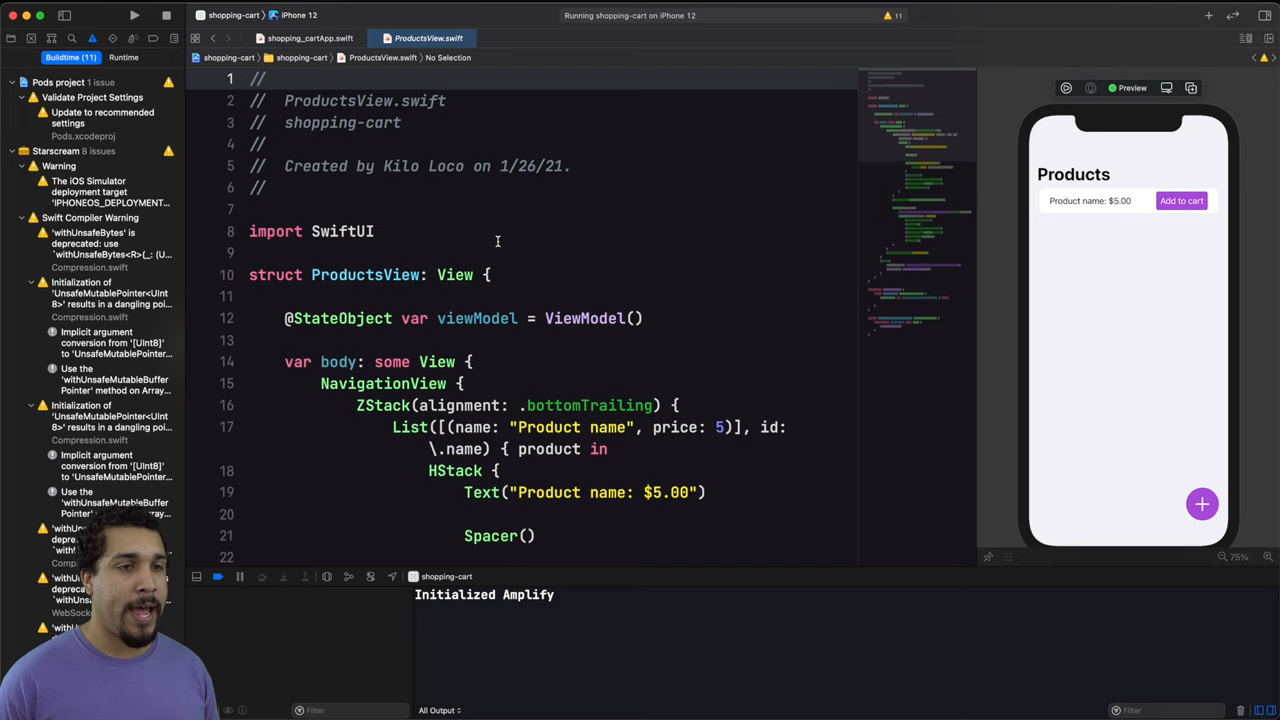 shopping-cart
iPhone 12
Running shopping-cart on iPhone 12
11
shopping_cartApp.swift
ProductsView.swift
Buildtime (11)
Runtime
shopping-cart
shopping-cart
ProductsView.swift
No Selection
Pods project 1 issue
Validate Project Settings
Update to recommended
settings
Pods.xcodeproj
Starscream 8 issues
Warning
The iOS Simulator
deployment target
'IPHONEOS_DEPLOYMENT...
Swift Compiler Warning
'withUnsafeBytes' is
deprecated: use
`withUnsafeBytes<R>(_: (U...
Compression.swift
Initialization of
'UnsafeMutablePointer<UInt
8>' results in a dangling poi...
Compression.swift
Implicit argument
conversion from '[UInt8]'
to 'UnsafeMutablePointer...
Use the
'withUnsafeMutableBuffer
Pointer' method on Array...
Initialization of
'UnsafeMutablePointer<UInt
8>' results in a dangling poi...
Compression.swift
Implicit argument
conversion from '[UInt8]'
to 'UnsafeMutablePointer...
Use the
'withUnsafeMutableBuffer
WebSocke
1 //
2 // ProductsView.swift
3 // shopping-cart
4 //
5 // Created by Kilo Loco on 1/26/21.
6 //
7
8 import SwiftUI
9
10 struct ProductsView: View {
11
12 @StateObject var viewModel = ViewModel()
13
14 var body: some View {
15 NavigationView {
16 ZStack(alignment: .bottomTrailing) {
17 List([(name: "Product name", price: 5)], id:
\.name) { product in
18 HStack {
19 Text("Product name: $5.00")
20
21 Spacer()
22
Preview
Products
Product name: $5.00
Add to cart
75%
shopping-cart
Initialized Amplify
Filter
All Output
Filter